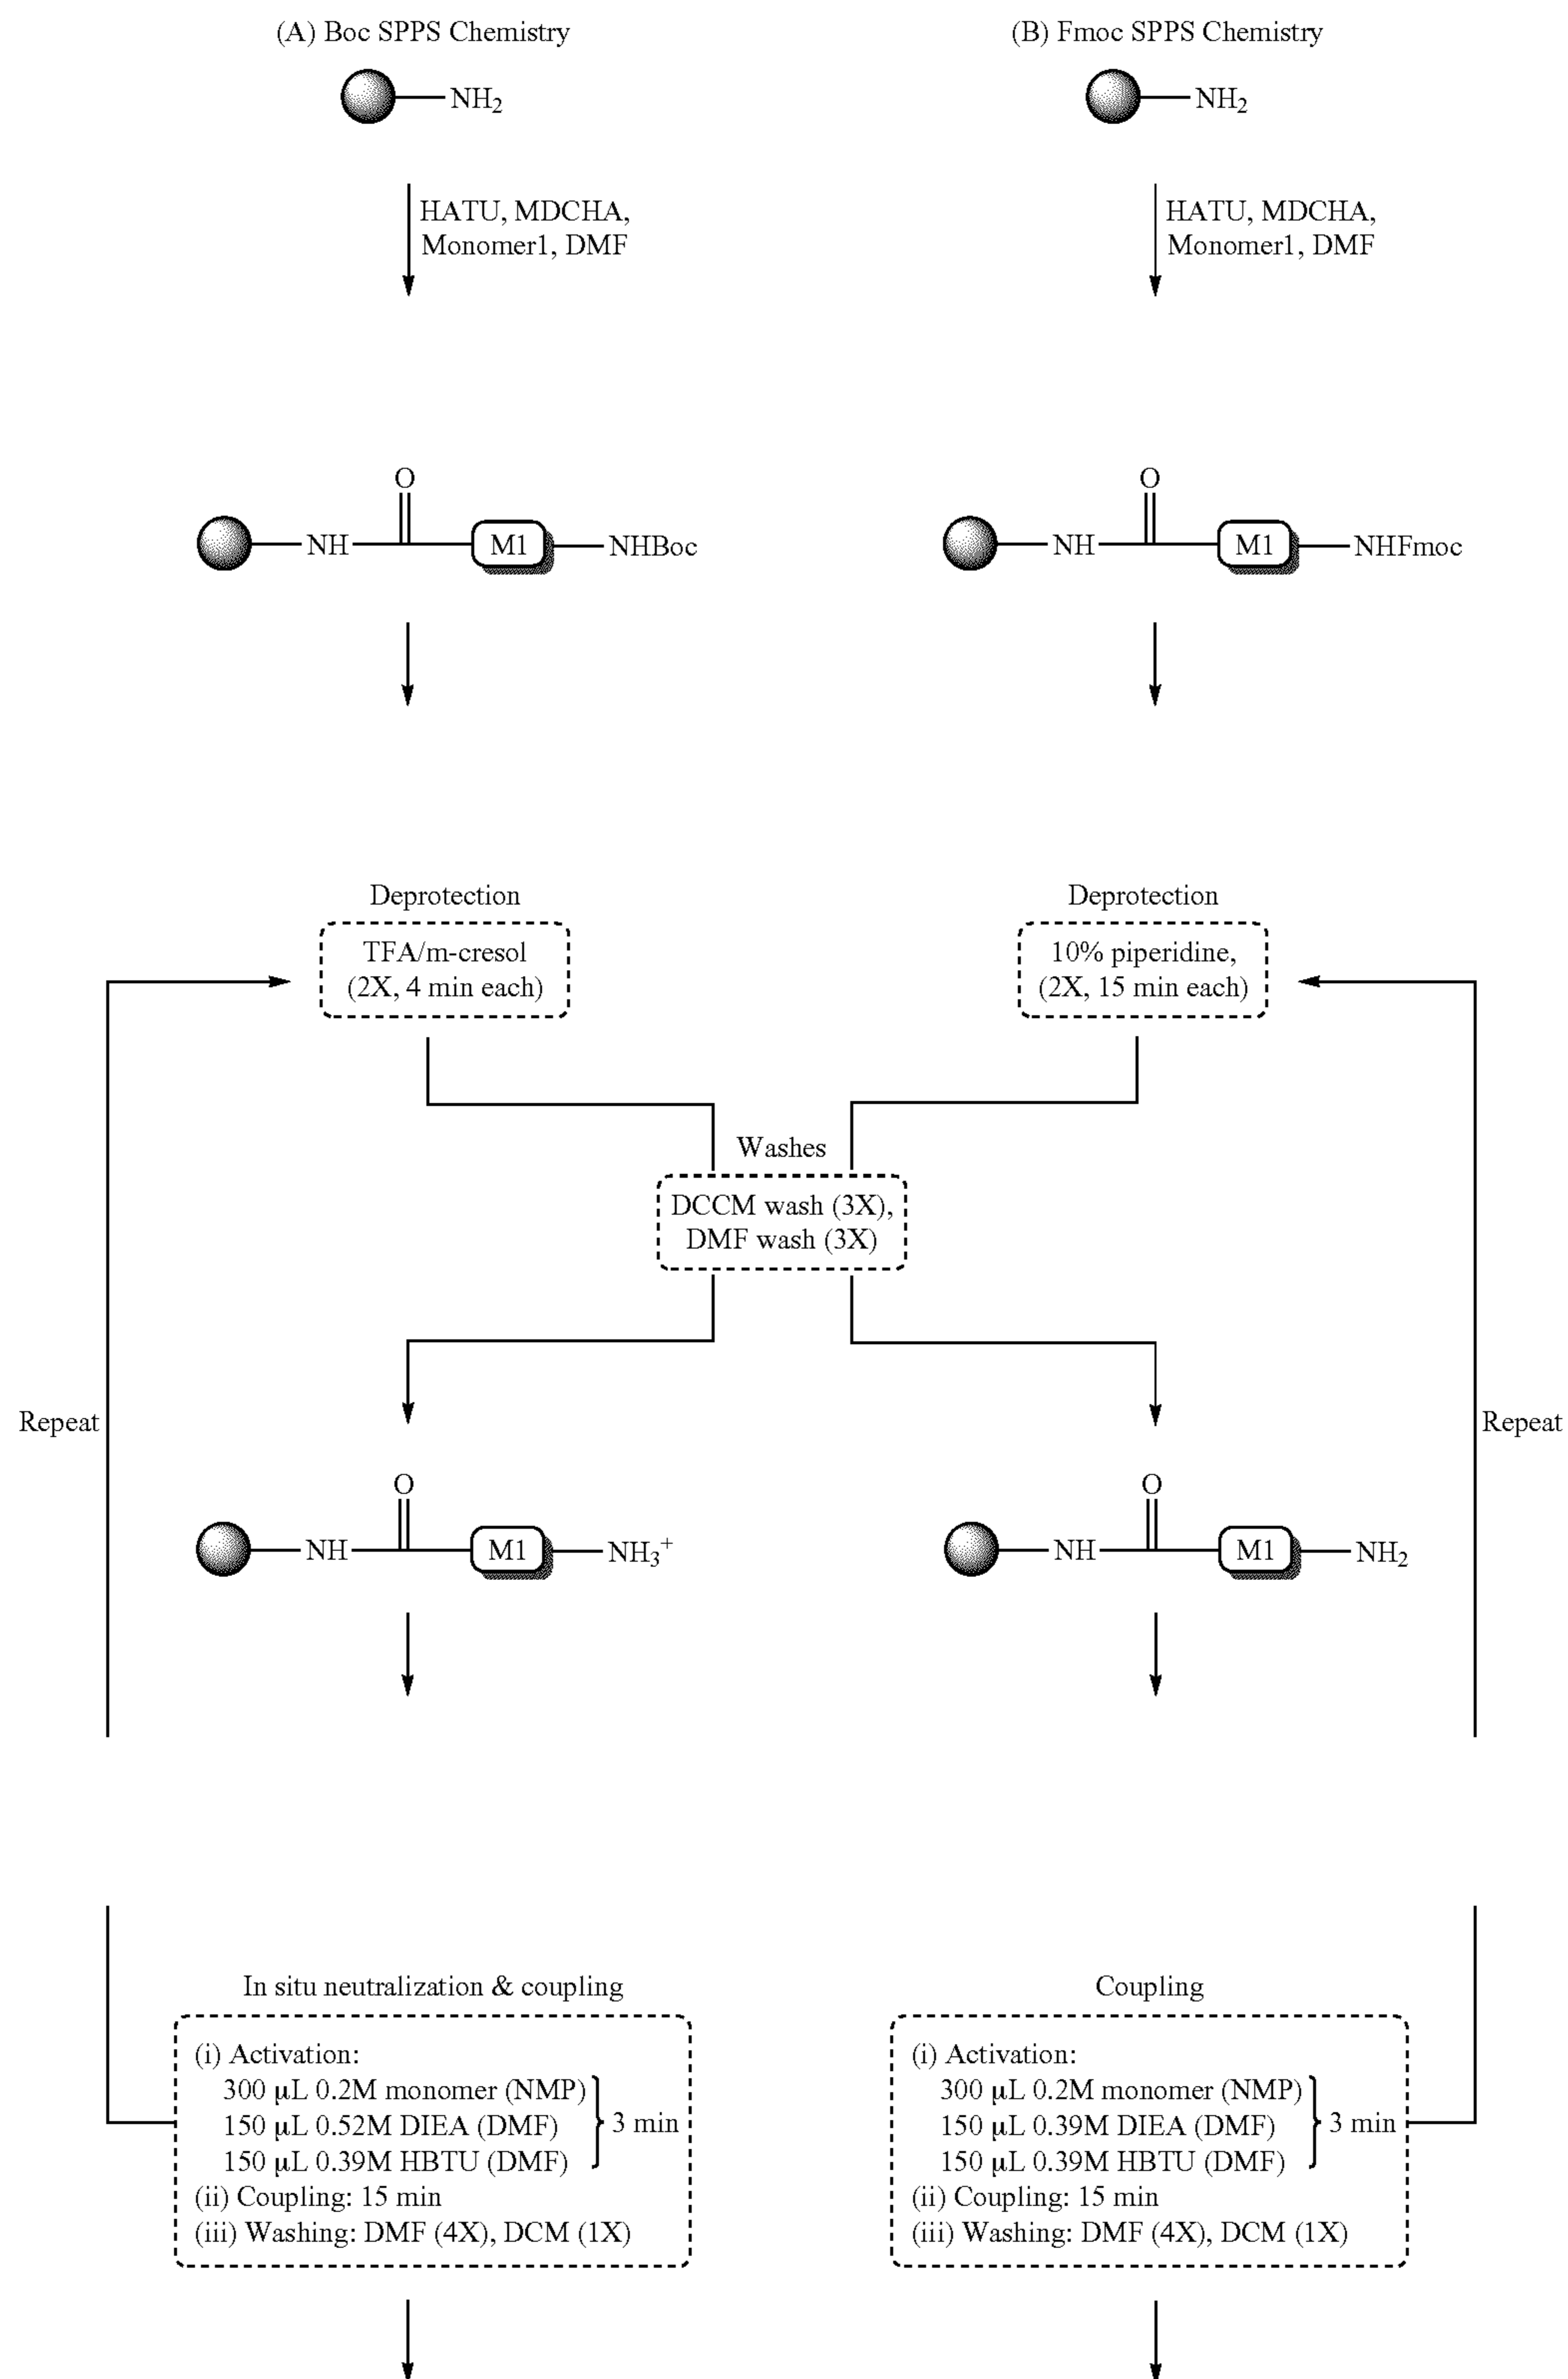 (A) Boc SPPS Chemistry
NH2
HATU, MDCHA,
Monomer1, DMF
O
NH
M1
NHBoc
Deprotection
TFA/m-cresol
(2X, 4 min each)
(B) Fmoc SPPS Chemistry
NH2
HATU, MDCHA,
Monomer1, DMF
O
NH
M1
NHFmoc
Deprotection
10% piperidine,
(2X, 15 min each)
Washes
DCCM wash (3X),
DMF wash (3X)
Repeat
Repeat
O
NH
M1
NH3+
O
NH
M1
NH2
In situ neutralization & coupling
(i) Activation:
300 μL 0.2M monomer (NMP)
150 μL 0.52M DIEA (DMF)
150 μL 0.39M HBTU (DMF)
3 min
(ii) Coupling: 15 min
(iii) Washing: DMF (4X), DCM (1X)
Coupling
(i) Activation:
300 μL 0.2M monomer (NMP)
150 μL 0.39M DIEA (DMF)
150 μL 0.39M HBTU (DMF)
3 min
(ii) Coupling: 15 min
(iii) Washing: DMF (4X), DCM (1X)